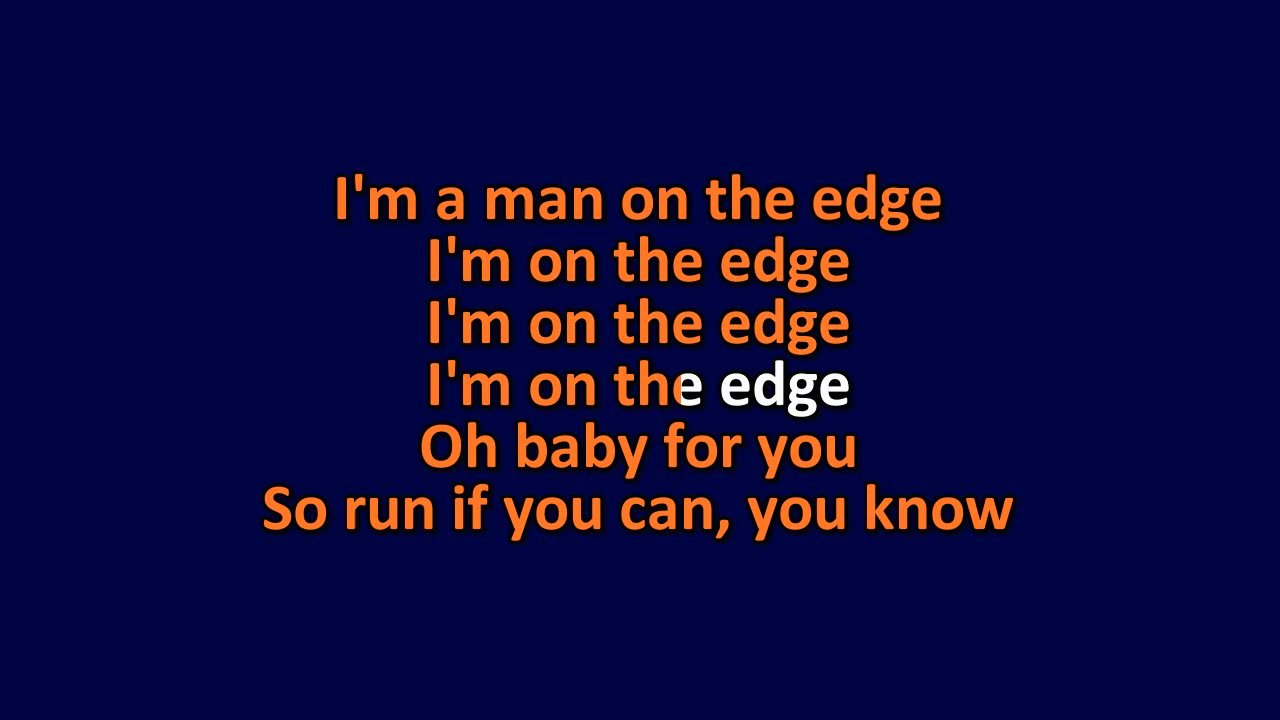 I'm a man on the edge
I'm on the edge
I'm on the edge
I'm on the edge
Oh baby for you
So run if you can, you know